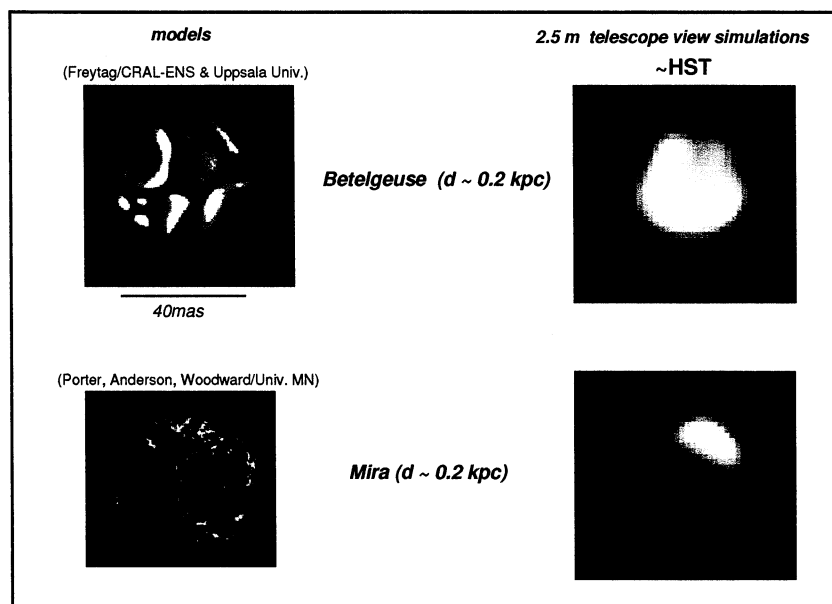 models
2.5 m telescope view simulations
~HST
(Freytag/CRAL-ENS & Uppsala Univ.)
Betelgeuse (d ~ 0.2 kpc)
40mas
(Porter, Anderson, Woodward/Univ. MN)
Mira (d ~ 0.2 kpc)